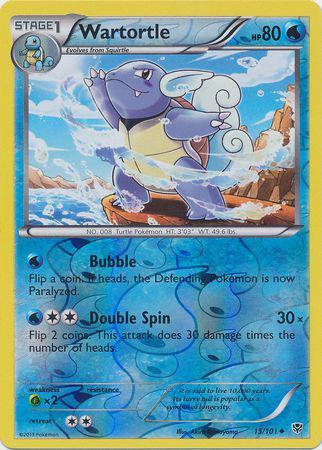 STAGE1 Wartortle HP80
Evolves from Squirtle
NO. 008 Turtle Pokémon HT: 3'03" WT: 49.6 lbs.
Bubble
Flip a coin. If heads, the Defending Pokémon is now
Paralyzed.
Double Spin 30×
Flip 2 coins. This attack does 30 damage times the
number of heads.
weakness resistance
×2
It is said to live 10,000 years.
Its furry tail is popular as a
symbol of longevity.
retreat
Illus. Akira Komayama
©2013 Pokémon 15/101